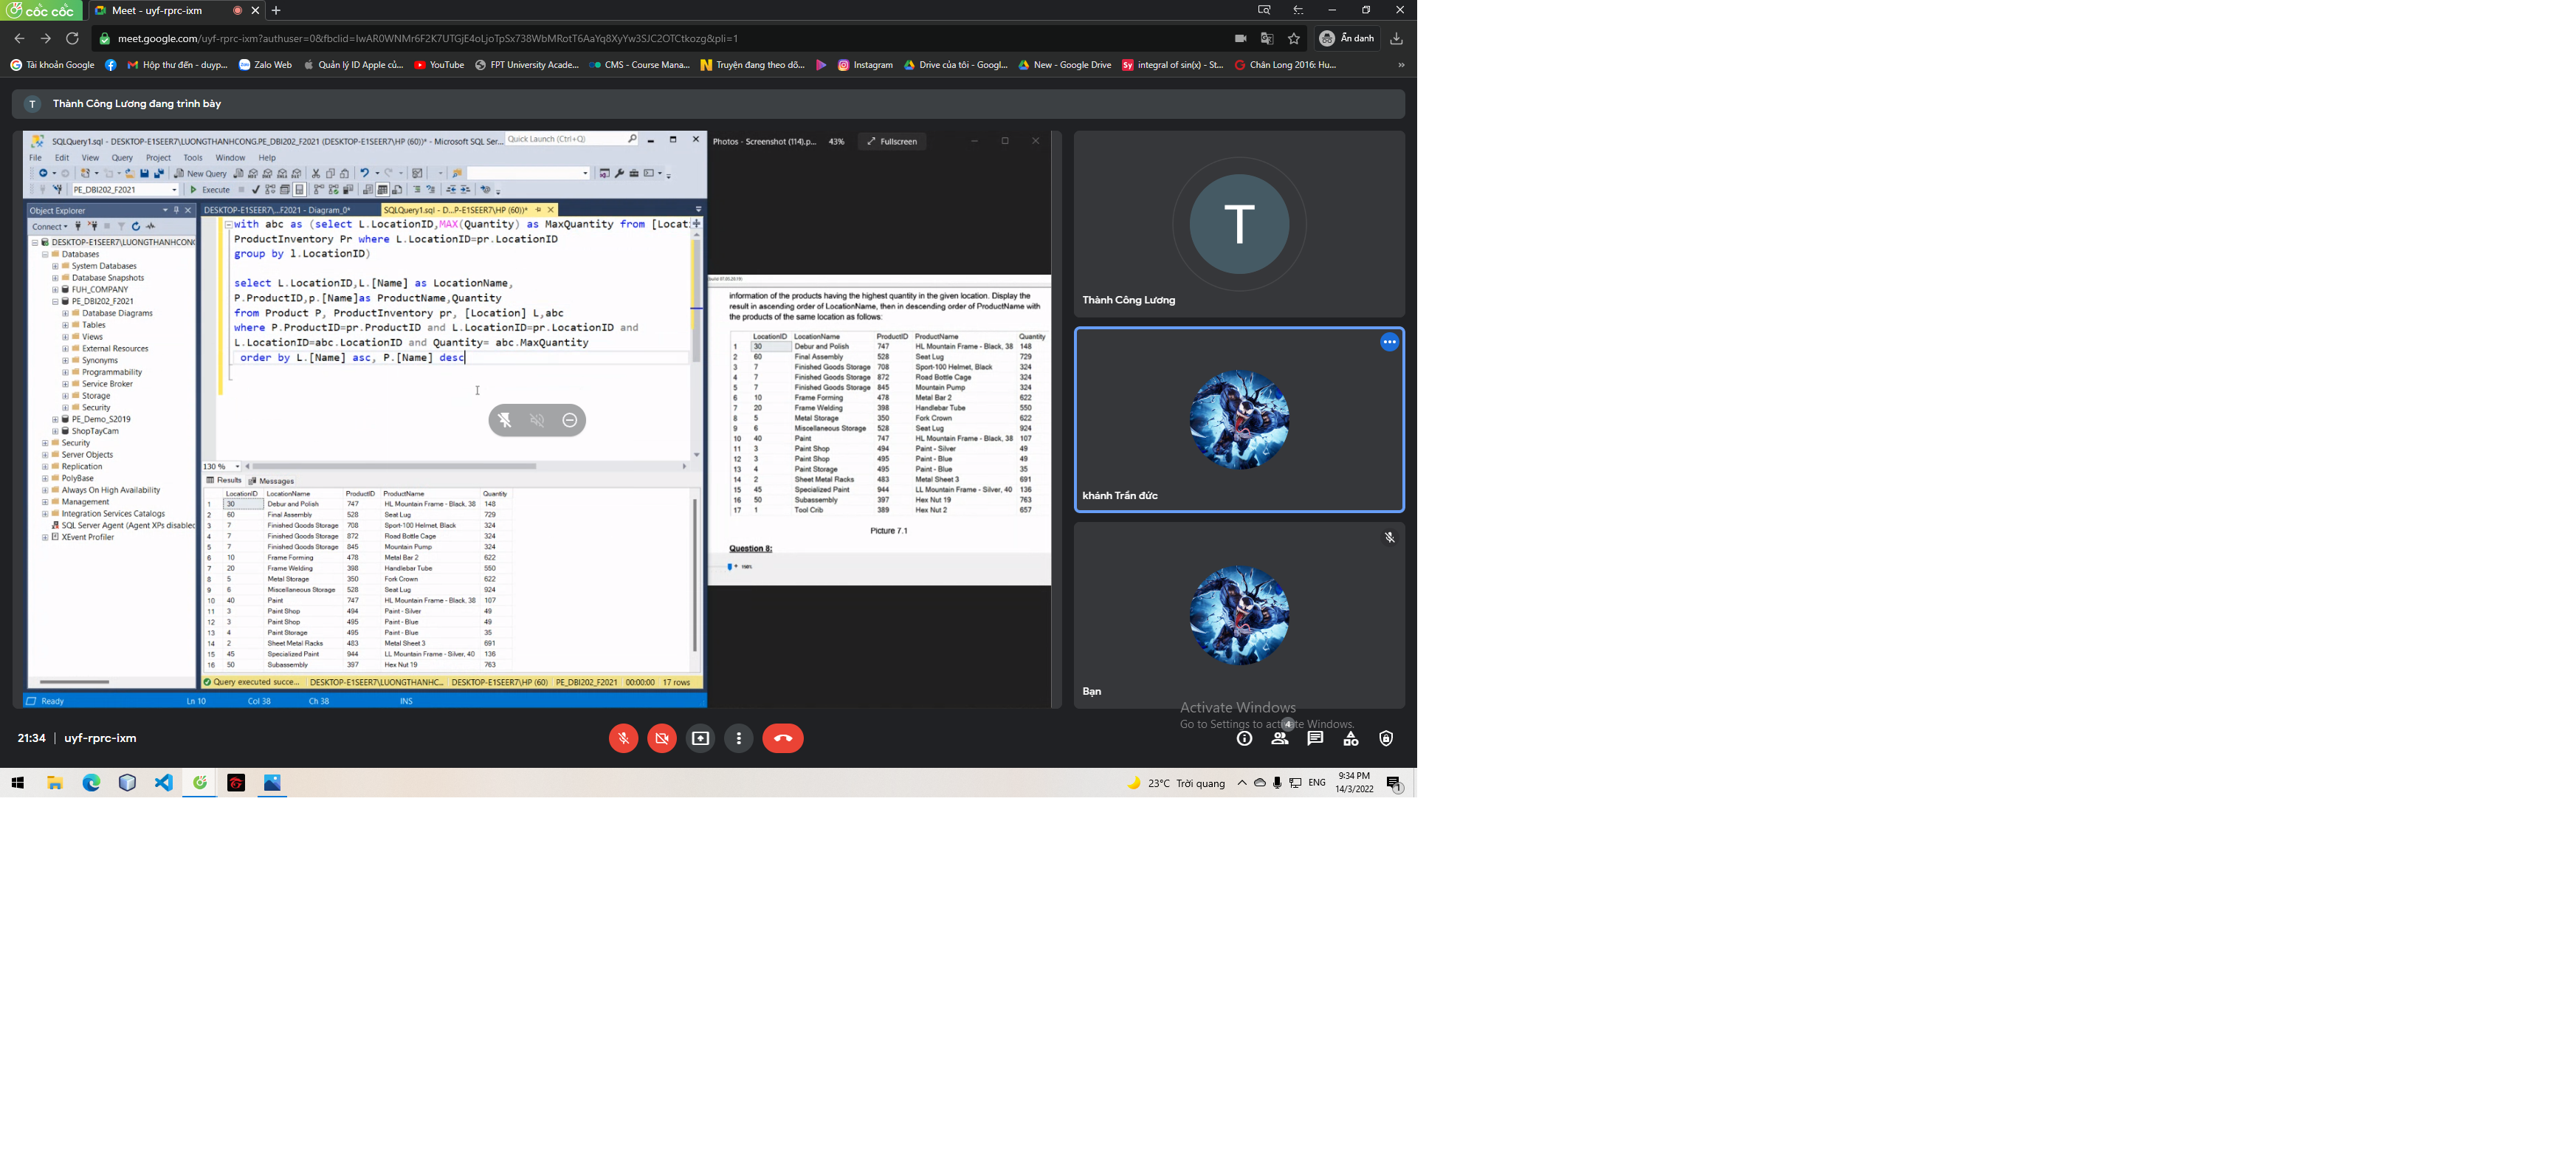 cốc cốc
Meet - uyf-rprc-ixm
meet.google.com/uyf-rprc-ixm?authuser=0&fbclid=IwAR0WNMr6F2K7UTGjE4oLjoTpSx738WbMRotT6AaYq8XyYw3SJC2OTCtkozg&pli=1
Ẩn danh
Tài khoản Google
Hộp thư đến - duyp...
Zalo Web
Quản lý ID Apple củ...
YouTube
FPT University Acade...
CMS - Course Mana...
Truyện đang theo dõ...
Instagram
Drive của tôi - Googl...
New - Google Drive
integral of sin(x) - St...
Chân Long 2016: Hu...
T
Thành Công Lương đang trình bày
SQLQuery1.sql - DESKTOP-E1SEER7\LUONGTHANHCONG.PE_DBI202_F2021 (DESKTOP-E1SEER7\HP (60))* - Microsoft SQL Ser...
Quick Launch (Ctrl+Q)
File Edit View Query Project Tools Window Help
New Query
PE_DBI202_F2021
Execute
Object Explorer
Connect
DESKTOP-E1SEER7\LUONGTHANHCONG
Databases
System Databases
Database Snapshots
FUH_COMPANY
PE_DBI202_F2021
Database Diagrams
Tables
Views
External Resources
Synonyms
Programmability
Service Broker
Storage
Security
PE_Demo_S2019
ShopTayCam
Security
Server Objects
Replication
PolyBase
Always On High Availability
Management
Integration Services Catalogs
SQL Server Agent (Agent XPs disabled
XEvent Profiler
DESKTOP-E1SEER7\...F2021 - Diagram_0*
SQLQuery1.sql - D...P-E1SEER7\HP (60))*
with abc as (select L.LocationID,MAX(Quantity) as MaxQuantity from [Locat
ProductInventory Pr where L.LocationID=pr.LocationID
group by l.LocationID)
select L.LocationID,L.[Name] as LocationName,
P.ProductID,p.[Name]as ProductName,Quantity
from Product P, ProductInventory pr, [Location] L,abc
where P.ProductID=pr.ProductID and L.LocationID=pr.LocationID and
L.LocationID=abc.LocationID and Quantity= abc.MaxQuantity
order by L.[Name] asc, P.[Name] desc
130 %
Results Messages
LocationID LocationName ProductID ProductName Quantity
1 30 Debur and Polish 747 HL Mountain Frame - Black, 38 148
2 60 Final Assembly 528 Seat Lug 729
3 7 Finished Goods Storage 708 Sport-100 Helmet, Black 324
4 7 Finished Goods Storage 872 Road Bottle Cage 324
5 7 Finished Goods Storage 845 Mountain Pump 324
6 10 Frame Forming 478 Metal Bar 2 622
7 20 Frame Welding 398 Handlebar Tube 550
8 5 Metal Storage 350 Fork Crown 622
9 6 Miscellaneous Storage 528 Seat Lug 924
10 40 Paint 747 HL Mountain Frame - Black, 38 107
11 3 Paint Shop 494 Paint - Silver 49
12 3 Paint Shop 495 Paint - Blue 49
13 4 Paint Storage 495 Paint - Blue 35
14 2 Sheet Metal Racks 483 Metal Sheet 3 691
15 45 Specialized Paint 944 LL Mountain Frame - Silver, 40 136
16 50 Subassembly 397 Hex Nut 19 763
Query executed succe...
DESKTOP-E1SEER7\LUONGTHANHC...
DESKTOP-E1SEER7\HP (60)
PE_DBI202_F2021
00:00:00
17 rows
Ready
Ln 10
Col 38
Ch 38
INS
Photos - Screenshot (114).p...
43%
Fullscreen
information of the products having the highest quantity in the given location. Display the
result in ascending order of LocationName, then in descending order of ProductName with
the products of the same location as follows:
LocationID LocationName ProductID ProductName Quantity
1 30 Debur and Polish 747 HL Mountain Frame - Black, 38 148
2 60 Final Assembly 528 Seat Lug 729
3 7 Finished Goods Storage 708 Sport-100 Helmet, Black 324
4 7 Finished Goods Storage 872 Road Bottle Cage 324
5 7 Finished Goods Storage 845 Mountain Pump 324
6 10 Frame Forming 478 Metal Bar 2 622
7 20 Frame Welding 398 Handlebar Tube 550
8 5 Metal Storage 350 Fork Crown 622
9 6 Miscellaneous Storage 528 Seat Lug 924
10 40 Paint 747 HL Mountain Frame - Black, 38 107
11 3 Paint Shop 494 Paint - Silver 49
12 3 Paint Shop 495 Paint - Blue 49
13 4 Paint Storage 495 Paint - Blue 35
14 2 Sheet Metal Racks 483 Metal Sheet 3 691
15 45 Specialized Paint 944 LL Mountain Frame - Silver, 40 136
16 50 Subassembly 397 Hex Nut 19 763
17 1 Tool Crib 389 Hex Nut 2 657
Picture 7.1
Question 8:
T
Thành Công Lương
khánh Trần đức
Bạn
Activate Windows
Go to Settings to activate Windows.
4
21:34 | uyf-rprc-ixm
23°C Trời quang
ENG
9:34 PM
14/3/2022
1